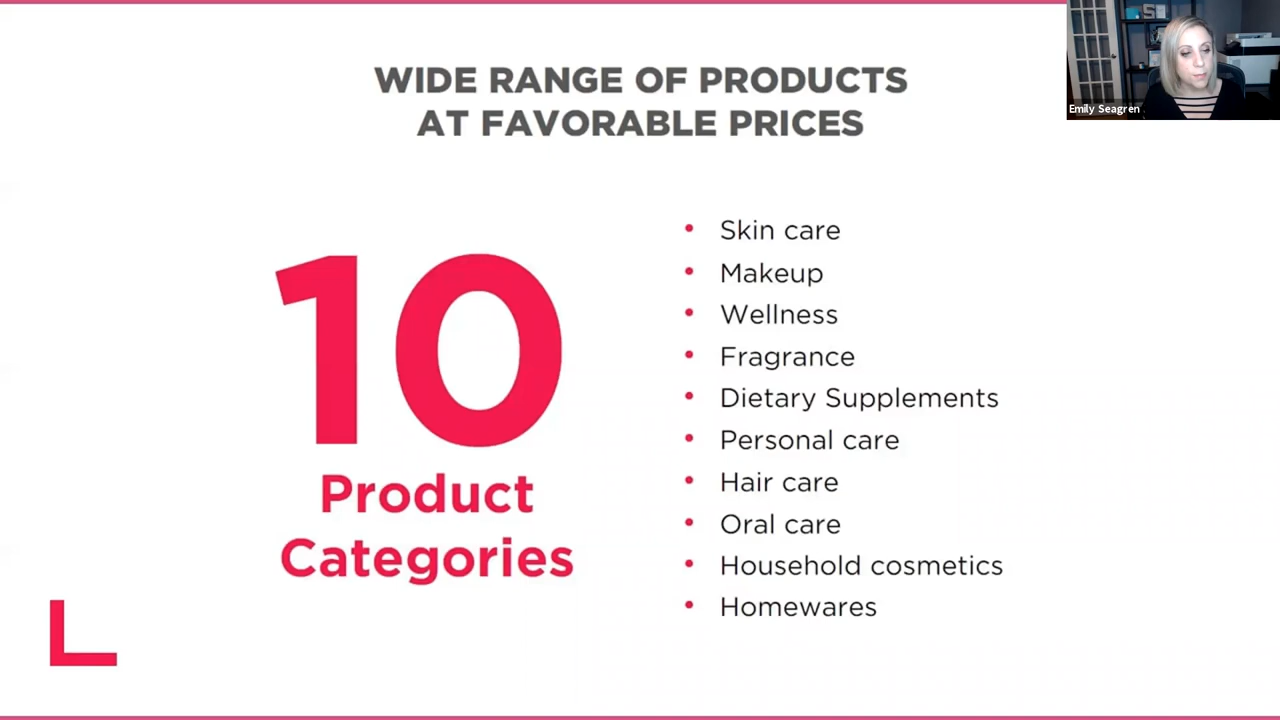 WIDE RANGE OF PRODUCTS
AT FAVORABLE PRICES
Emily Seagren
10
Product
Categories
• Skin care
• Makeup
• Wellness
• Fragrance
• Dietary Supplements
• Personal care
• Hair care
• Oral care
• Household cosmetics
• Homewares